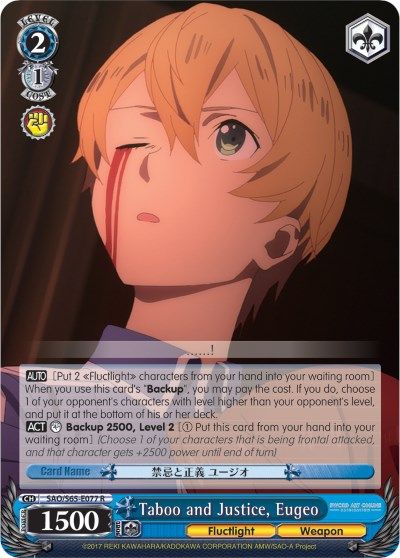 LEVEL
2
1
COST
……!
AUTO [Put 2 «Fluctlight» characters from your hand into your waiting room]
When you use this card's "Backup", you may pay the cost. If you do, choose
1 of your opponent's characters with level higher than your opponent's level,
and put it at the bottom of his or her deck.
ACT Backup 2500, Level 2 [① Put this card from your hand into your
waiting room] (Choose 1 of your characters that is being frontal attacked,
and that character gets +2500 power until end of turn)
Card Name 禁忌と正義 ユージオ
CH SAO/S65-E077 R
Taboo and Justice, Eugeo
SWORD ART ONLINE
POWER
1500
Fluctlight Weapon
©2017 REKI KAWAHARA/KADOKAWA CORPORATION AMW/SAO-A Project